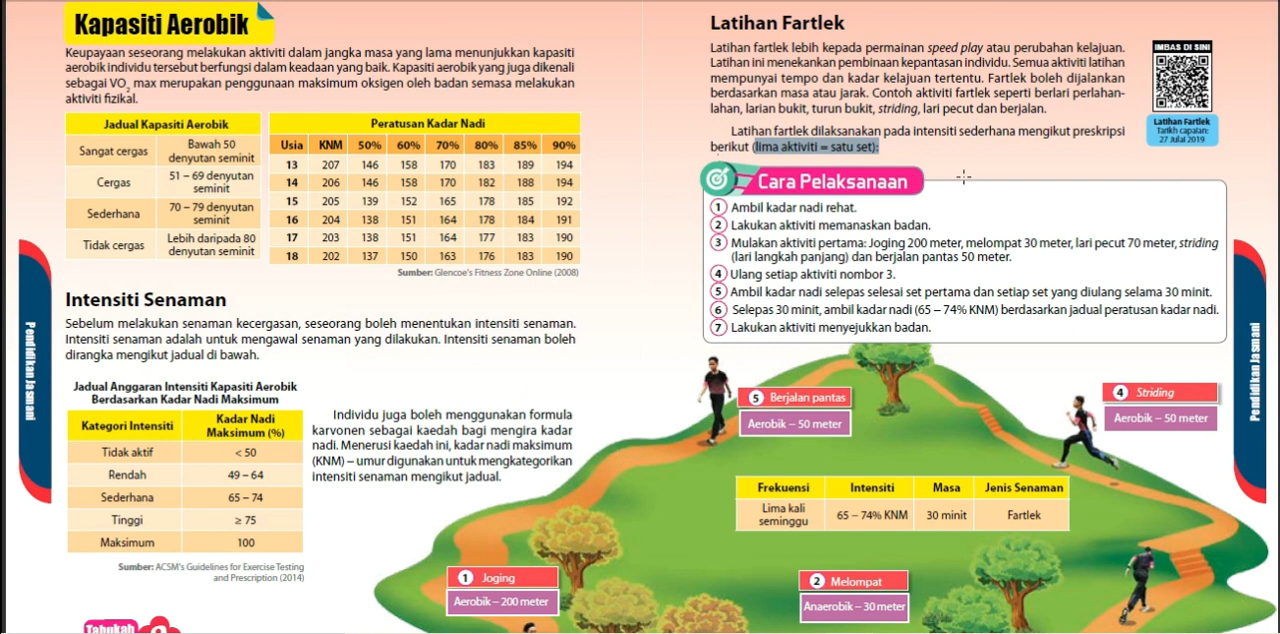 Kapasiti Aerobik
Keupayaan seseorang melakukan aktiviti dalam jangka masa yang lama menunjukkan kapasiti
aerobik individu tersebut berfungsi dalam keadaan yang baik. Kapasiti aerobik yang juga dikenali
sebagai VO₂ max merupakan penggunaan maksimum oksigen oleh badan semasa melakukan
aktiviti fizikal.
Jadual Kapasiti Aerobik
Sangat cergas Bawah 50
denyutan seminit
Cergas 51 – 69 denyutan
seminit
Sederhana 70 – 79 denyutan
seminit
Tidak cergas Lebih daripada 80
denyutan seminit
Peratusan Kadar Nadi
Usia KNM 50% 60% 70% 80% 85% 90%
13 207 146 158 170 183 189 194
14 206 146 158 170 182 188 194
15 205 139 152 165 178 185 192
16 204 138 151 164 178 184 191
17 203 138 151 164 177 183 190
18 202 137 150 163 176 183 190
Sumber: Glencoe's Fitness Zone Online (2008)
Intensiti Senaman
Sebelum melakukan senaman kecergasan, seseorang boleh menentukan intensiti senaman.
Intensiti senaman adalah untuk mengawal senaman yang dilakukan. Intensiti senaman boleh
dirangka mengikut jadual di bawah.
Jadual Anggaran Intensiti Kapasiti Aerobik
Berdasarkan Kadar Nadi Maksimum
Kategori Intensiti Kadar Nadi
Maksimum (%)
Tidak aktif < 50
Rendah 49 – 64
Sederhana 65 – 74
Tinggi ≥ 75
Maksimum 100
Sumber: ACSM's Guidelines for Exercise Testing
and Prescription (2014)
Individu juga boleh menggunakan formula
karvonen sebagai kaedah bagi mengira kadar
nadi. Menerusi kaedah ini, kadar nadi maksimum
(KNM) – umur digunakan untuk mengkategorikan
intensiti senaman mengikut jadual.
Pendidikan Jasmani
Tahukah
Latihan Fartlek
Latihan fartlek lebih kepada permainan speed play atau perubahan kelajuan.
Latihan ini menekankan pembinaan kepantasan individu. Semua aktiviti latihan
mempunyai tempo dan kadar kelajuan tertentu. Fartlek boleh dijalankan
berdasarkan masa atau jarak. Contoh aktiviti fartlek seperti berlari perlahan-
lahan, larian bukit, turun bukit, striding, lari pecut dan berjalan.
Latihan fartlek dilaksanakan pada intensiti sederhana mengikut preskripsi
berikut (lima aktiviti = satu set):
IMBAS DI SINI
Latihan Fartlek
Tarikh capaian:
27 Julai 2019
Cara Pelaksanaan
1 Ambil kadar nadi rehat.
2 Lakukan aktiviti memanaskan badan.
3 Mulakan aktiviti pertama: Joging 200 meter, melompat 30 meter, lari pecut 70 meter, striding
(lari langkah panjang) dan berjalan pantas 50 meter.
4 Ulang setiap aktiviti nombor 3.
5 Ambil kadar nadi selepas selesai set pertama dan setiap set yang diulang selama 30 minit.
6 Selepas 30 minit, ambil kadar nadi (65 – 74% KNM) berdasarkan jadual peratusan kadar nadi.
7 Lakukan aktiviti menyejukkan badan.
5 Berjalan pantas
Aerobik – 50 meter
4 Striding
Aerobik – 50 meter
Frekuensi Intensiti Masa Jenis Senaman
Lima kali
seminggu 65 – 74% KNM 30 minit Fartlek
1 Joging
Aerobik – 200 meter
2 Melompat
Anaerobik – 30 meter
Pendidikan Jasmani